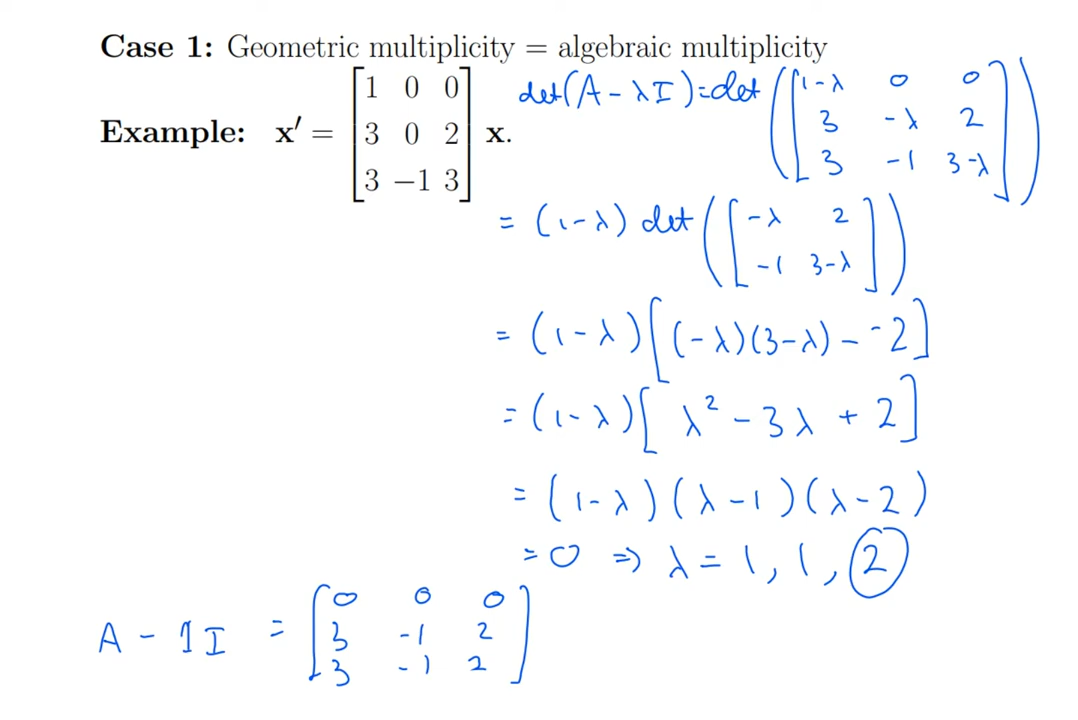 Case 1: Geometric multiplicity = algebraic multiplicity
Example: x′ = [1 0 0; 3 0 2; 3 −1 3] x.
det(A − λI) = det([1−λ 0 0; 3 −λ 2; 3 −1 3−λ])
= (1−λ) det([−λ 2; −1 3−λ])
= (1−λ)[(−λ)(3−λ) − −2]
= (1−λ)[λ² − 3λ + 2]
= (1−λ)(λ−1)(λ−2)
= 0 ⇒ λ = 1, 1, 2
A − 1I = [0 0 0; 3 −1 2; 3 −1 2]